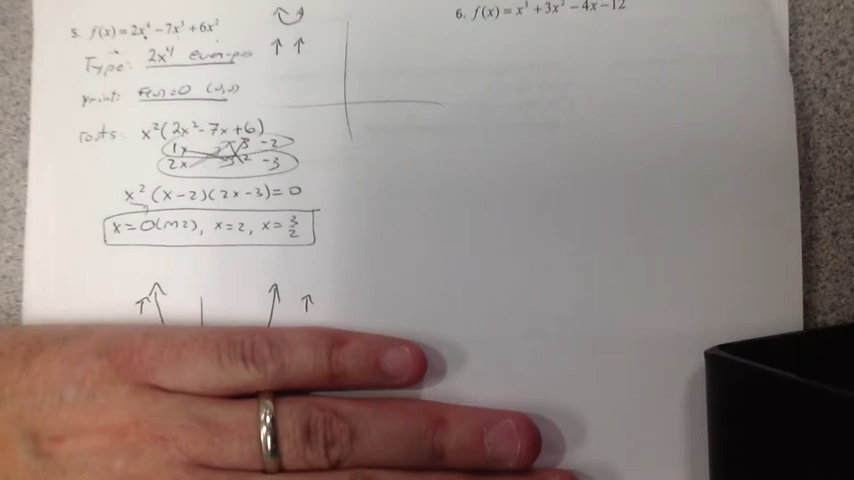 5. f(x) = 2x⁴ − 7x³ + 6x²
Type: 2x⁴ even-pos ↑ ↑
yint: f(0)=0 (0,0)
roots: x²(2x²-7x+6)
1x -2
2x -3
x²(x-2)(2x-3)=0
x=0(m2), x=2, x=3/2
6. f(x) = x³ + 3x² − 4x − 12